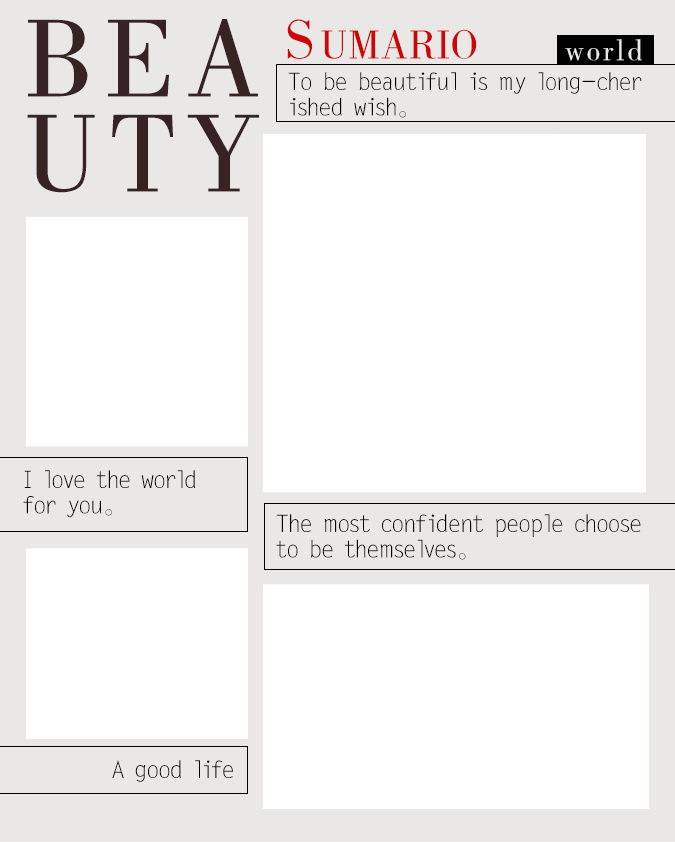 BEA
UTY
SUMARIO
world
To be beautiful is my long—cher
ished wish。
I love the world
for you。
The most confident people choose
to be themselves。
A good life